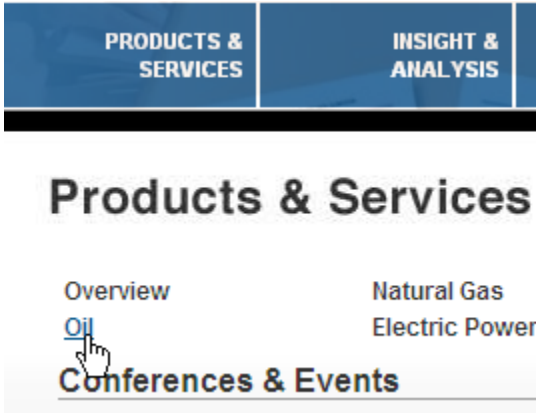 PRODUCTS &
SERVICES
INSIGHT &
ANALYSIS
Products & Services
Overview
Natural Gas
Oil
Electric Power
Conferences & Events